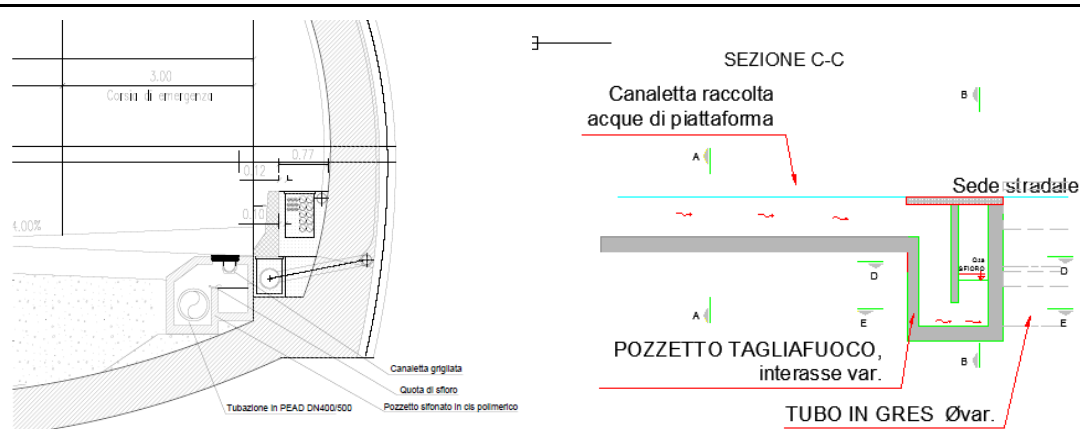 3.00
Corsia di emergenza
0.77
0.12
0.10
4.00%
Canaletta grigliata
Quota di sfioro
Tubazione in PEAD DN400/500
Pozzetto sifonato in cls polimerico
SEZIONE C-C
Canaletta raccolta
acque di piattaforma
B
A
Sede stradale
Q.ta
SFIORO
D
D
A
E
E
B
POZZETTO TAGLIAFUOCO,
interasse var.
TUBO IN GRES Øvar.